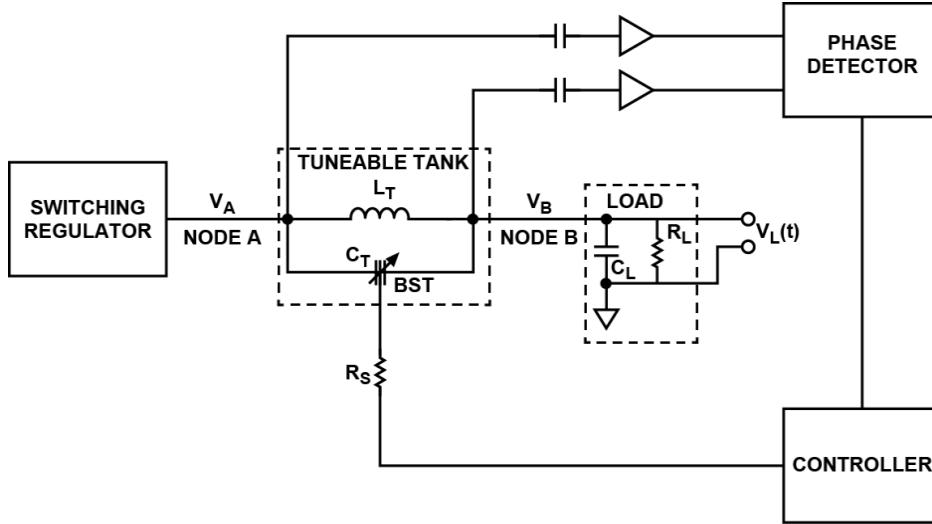 PHASE
DETECTOR
TUNEABLE TANK
L_T
SWITCHING
REGULATOR
V_A
NODE A
V_B
NODE B
LOAD
R_L
C_L
V_L(t)
C_T
BST
R_S
CONTROLLER